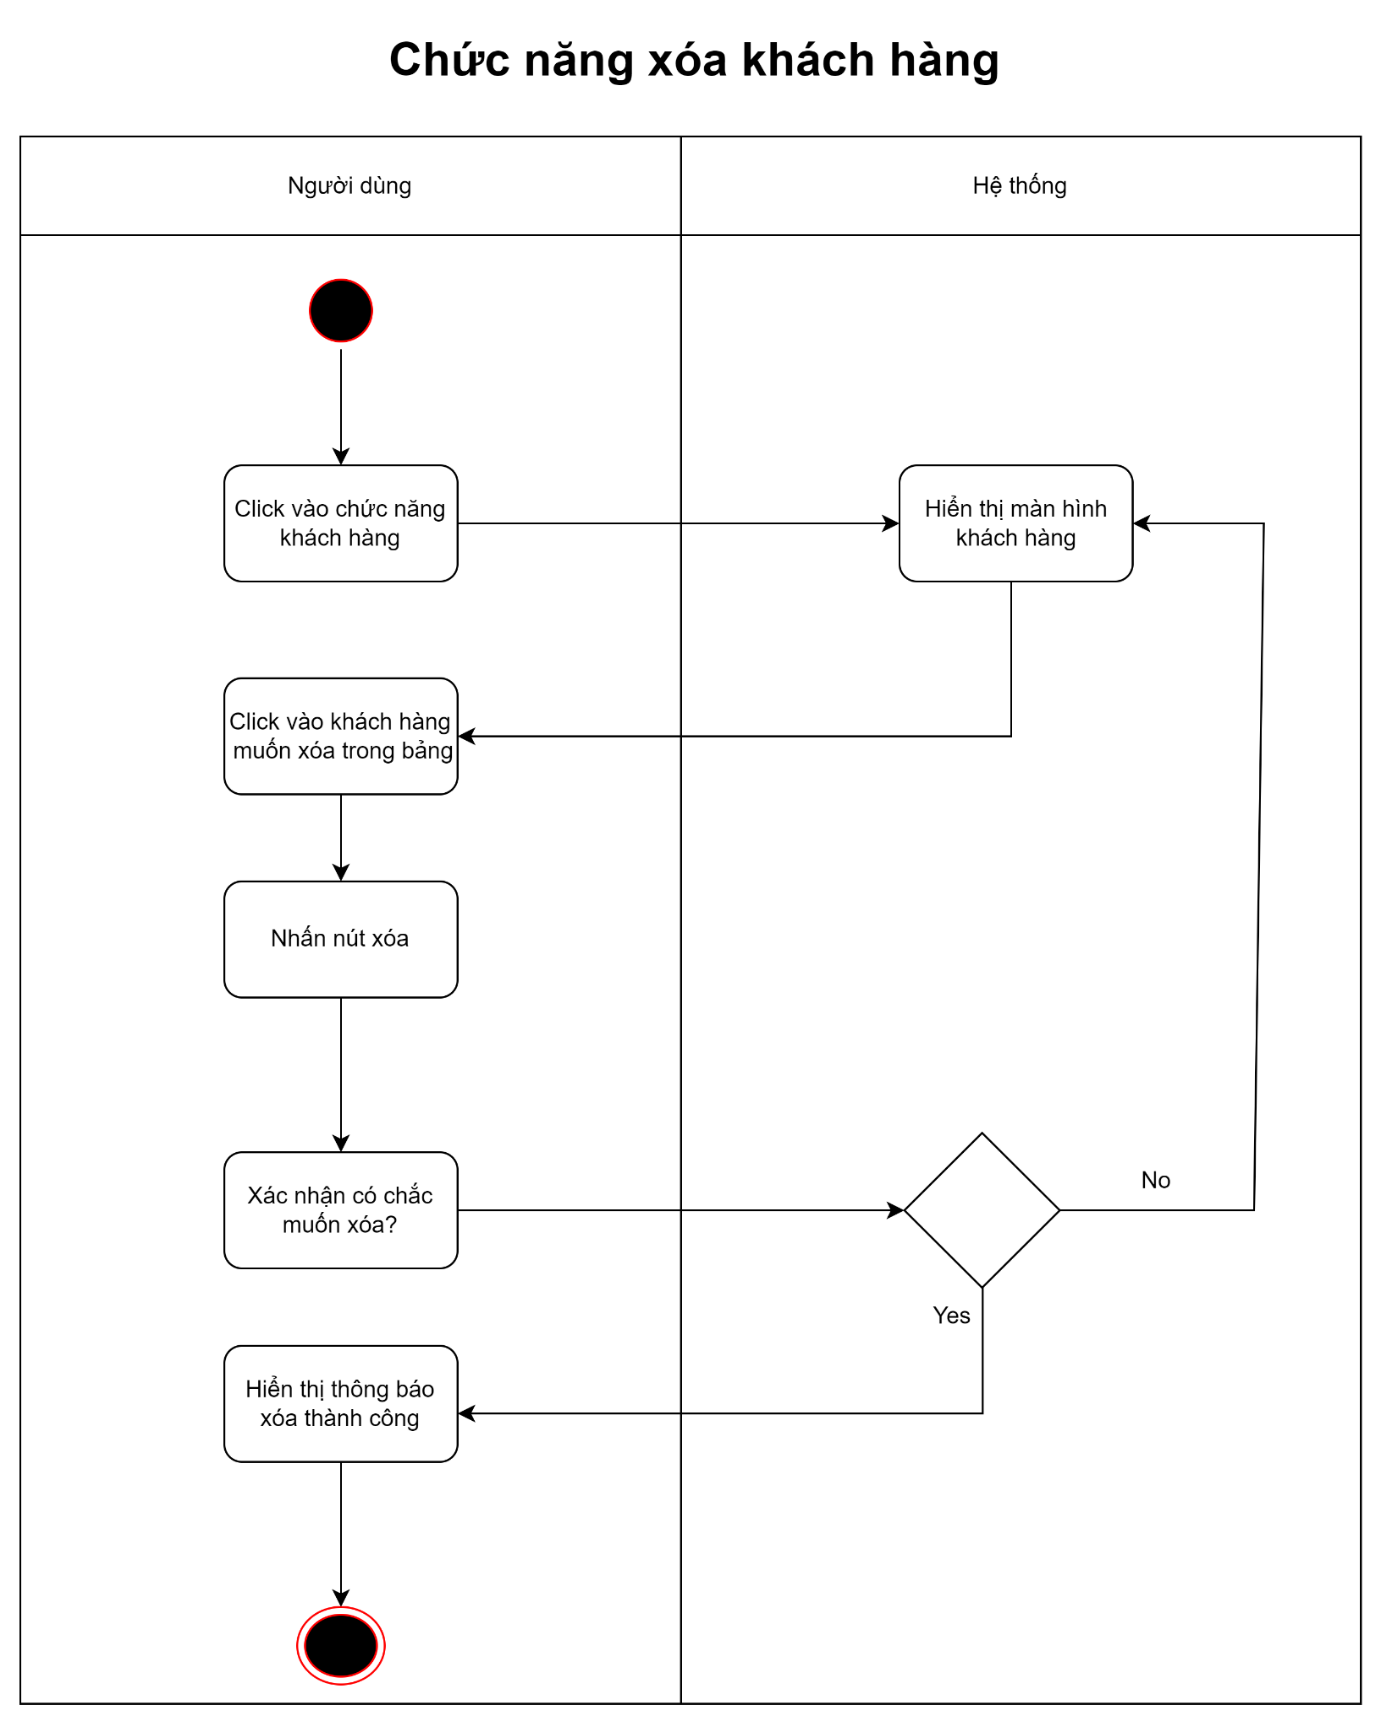 Chức năng xóa khách hàng
Người dùng
Hệ thống
Click vào chức năng
khách hàng
Hiển thị màn hình
khách hàng
Click vào khách hàng
muốn xóa trong bảng
Nhấn nút xóa
Xác nhận có chắc
muốn xóa?
No
Yes
Hiển thị thông báo
xóa thành công